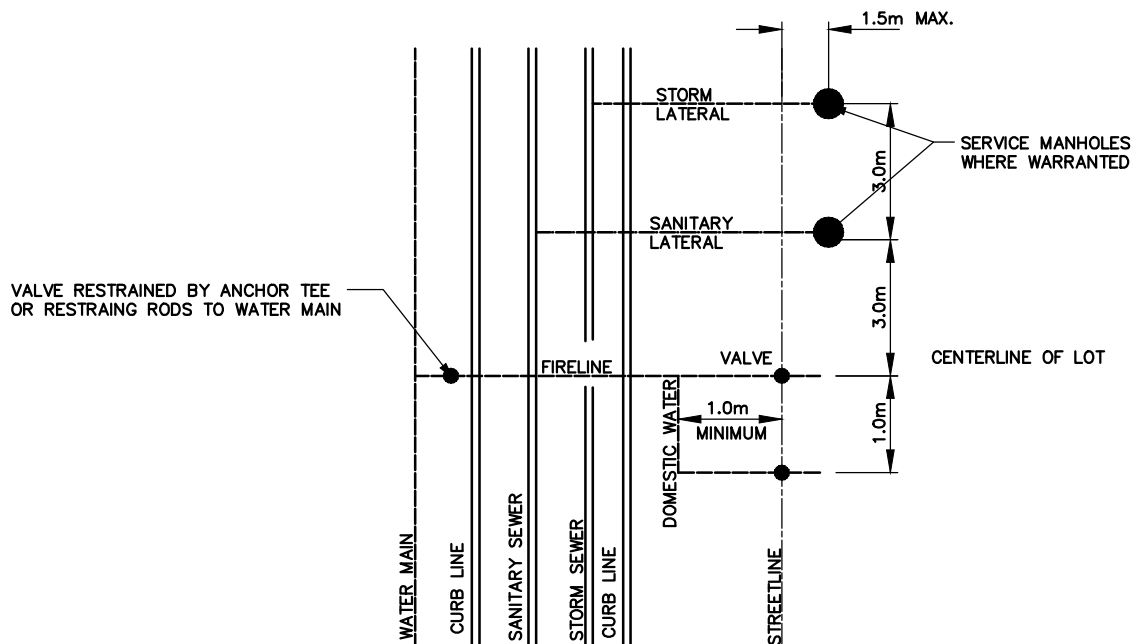 1.5m MAX.
STORM
LATERAL
SERVICE MANHOLES
WHERE WARRANTED
3.0m
SANITARY
LATERAL
VALVE RESTRAINED BY ANCHOR TEE
OR RESTRAING RODS TO WATER MAIN
3.0m
FIRELINE
VALVE
CENTERLINE OF LOT
1.0m
MINIMUM
1.0m
DOMESTIC WATER
WATER MAIN
CURB LINE
SANITARY SEWER
STORM SEWER
CURB LINE
STREETLINE